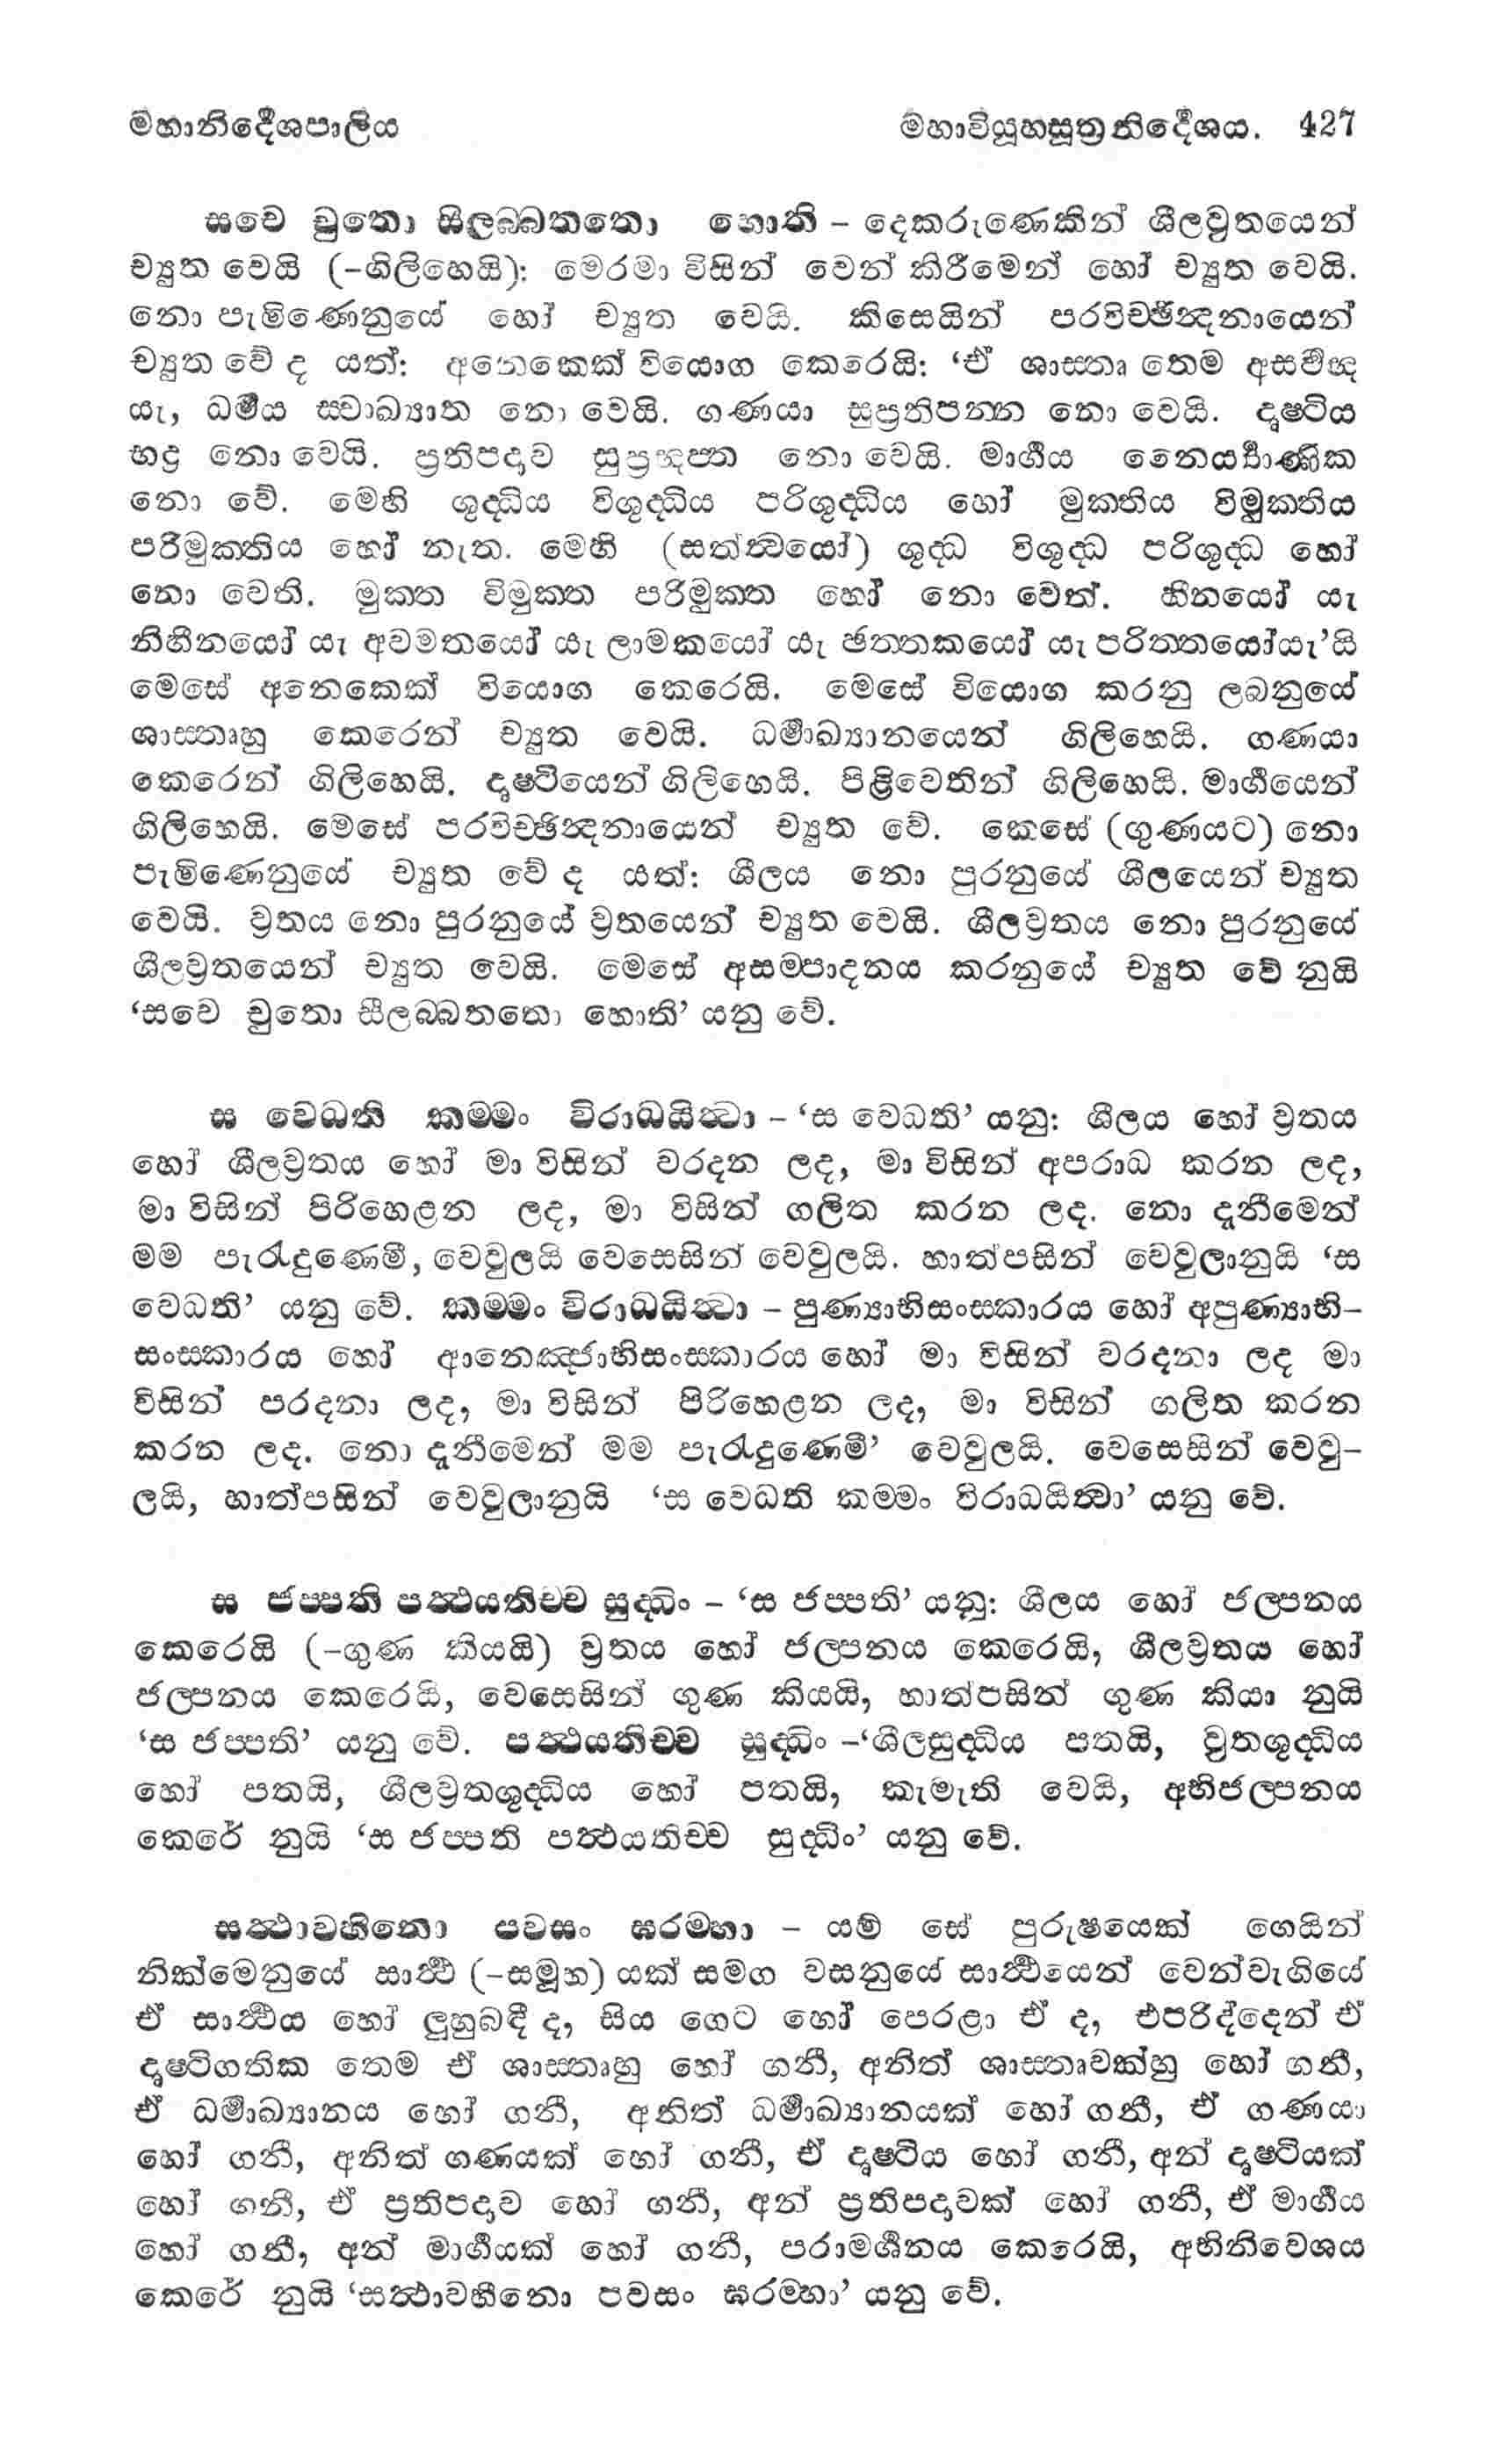 මහානිර්දේශපාලිය මහාවියූහසූත්‍රනිර්දේශය. 427
සචෙ චුතො සීලබ්බතතො හොති – දෙකරුණෙකින් ශීලව්‍රතයෙන්
ච්‍යුත වෙයි (–ගිලිහෙයි): මෙරමා විසින් වෙන් කිරීමෙන් හෝ ච්‍යුත වෙයි.
නො පැමිණෙනුයේ හෝ ච්‍යුත වෙයි. කිසෙයින් පරවිච්ඡින්දනායෙන්
ච්‍යුත වේ ද යත්: අනෙකෙක් වියොග කෙරෙයි: ‘ඒ ශාස්තෘ තෙම අසර්වඥ
යැ, ධර්මය ස්වාඛ්‍යාත නො වෙයි. ගණයා සුප්‍රතිපන්න නො වෙයි. දෘෂ්ටිය
භද්‍ර නො වෙයි. ප්‍රතිපදාව සුප්‍රඥප්ත නො වෙයි. මාර්ගය නෛර්‍ය්‍යාණික
නො වේ. මෙහි ශුද්ධිය විශුද්ධිය පරිශුද්ධිය හෝ මුක්තිය විමුක්තිය
පරිමුක්තිය හෝ නැත. මෙහි (සත්ත්‍වයෝ) ශුද්ධ විශුද්ධ පරිශුද්ධ හෝ
නො වෙති. මුක්ත විමුක්ත පරිමුක්ත හෝ නො වෙත්. හීනයෝ යැ
නිහීනයෝ යැ අවමතයෝ යැ ලාමකයෝ යැ ඡත්තකයෝ යැ පරිත්තයෝයැ’යි
මෙසේ අනෙකෙක් වියොග කෙරෙයි. මෙසේ වියොග කරනු ලබනුයේ
ශාස්තෘහු කෙරෙන් ච්‍යුත වෙයි. ධර්මාඛ්‍යානයෙන් ගිලිහෙයි. ගණයා
කෙරෙන් ගිලිහෙයි. දෘෂ්ටියෙන් ගිලිහෙයි. පිළිවෙතින් ගිලිහෙයි. මාර්ගයෙන්
ගිලිහෙයි. මෙසේ පරවිච්ඡින්දනායෙන් ච්‍යුත වේ. කෙසේ (ගුණයට) නො
පැමිණෙනුයේ ච්‍යුත වේ ද යත්: ශීලය නො පුරනුයේ ශීලයෙන් ච්‍යුත
වෙයි. ව්‍රතය නො පුරනුයේ ව්‍රතයෙන් ච්‍යුත වෙයි. ශීලව්‍රතය නො පුරනුයේ
ශීලව්‍රතයෙන් ච්‍යුත වෙයි. මෙසේ අසම්පාදනය කරනුයේ ච්‍යුත වේ නුයි
‘සචෙ චුතො සීලබ්බතතො හොති’ යනු වේ.
ස වෙධති කම්මං විරාධයිත්‍වා – ‘ස වෙධති’ යනු: ශීලය හෝ ව්‍රතය
හෝ ශීලව්‍රතය හෝ මා විසින් වරදන ලද, මා විසින් අපරාධ කරන ලද,
මා විසින් පිරිහෙළන ලද, මා විසින් ගලිත කරන ලද. නො දැනීමෙන්
මම පැරැදුණෙමි, වෙවුලයි වෙසෙසින් වෙවුලයි. හාත්පසින් වෙවුලානුයි ‘ස
වෙධති’ යනු වේ. කම්මං විරාධයිත්‍වා – පුණ්‍යාභිසංස්කාරය හෝ අපුණ්‍යාභි–
සංස්කාරය හෝ ආනෙඤ්ජාභිසංස්කාරය හෝ මා විසින් වරදනා ලද මා
විසින් පරදනා ලද, මා විසින් පිරිහෙළන ලද, මා විසින් ගලිත කරන
කරන ලද. නො දැනීමෙන් මම පැරැදුණෙමි’ වෙවුලයි. වෙසෙසින් වෙවු–
ලයි, හාත්පසින් වෙවුලානුයි ‘ස වෙධති කම්මං විරාධයිත්‍වා’ යනු වේ.
ස ජප්පති පත්ථයතිච්ච සුද්ධිං – ‘ස ජප්පති’ යනු: ශීලය හෝ ජල්පනය
කෙරෙයි (–ගුණ කියයි) ව්‍රතය හෝ ජල්පනය කෙරෙයි, ශීලව්‍රතය හෝ
ජල්පනය කෙරෙයි, වෙසෙසින් ගුණ කියයි, හාත්පසින් ගුණ කියා නුයි
‘ස ජප්පති’ යනු වේ. පත්ථයතිච්ච සුද්ධිං –‘ශීලසුද්ධිය පතයි, ව්‍රතශුද්ධිය
හෝ පතයි, ශීලව්‍රතශුද්ධිය හෝ පතයි, කැමැති වෙයි, අභිජල්පනය
කෙරේ නුයි ‘ස ජප්පති පත්ථයතිච්ච සුද්ධිං’ යනු වේ.
සත්ථාවහීනො පවසං ඝරම්හා – යම් සේ පුරුෂයෙක් ගෙයින්
නික්මෙනුයේ සාර්ත්‍ථ (–සමූහ) යක් සමග වසනුයේ සාර්ත්‍ථයෙන් වෙන්වැගියේ
ඒ සාර්ත්‍ථය හෝ ලුහුබඳී ද, සිය ගෙට හෝ පෙරළා ඒ ද, එපරිද්දෙන් ඒ
දෘෂ්ටිගතික තෙම ඒ ශාස්තෘහු හෝ ගනී, අනිත් ශාස්තෘවක්හු හෝ ගනී,
ඒ ධර්මාඛ්‍යානය හෝ ගනී, අනිත් ධර්මාඛ්‍යානයක් හෝ ගනී, ඒ ගණයා
හෝ ගනී, අනිත් ගණයක් හෝ ගනී, ඒ දෘෂ්ටිය හෝ ගනී, අන් දෘෂ්ටියක්
හෝ ගනී, ඒ ප්‍රතිපදාව හෝ ගනී, අන් ප්‍රතිපදාවක් හෝ ගනී, ඒ මාර්ගය
හෝ ගනී, අන් මාර්ගයක් හෝ ගනී, පරාමර්ශනය කෙරෙයි, අභිනිවෙශය
කෙරේ නුයි ‘සත්ථාවහීනො පවසං ඝරම්හා’ යනු වේ.